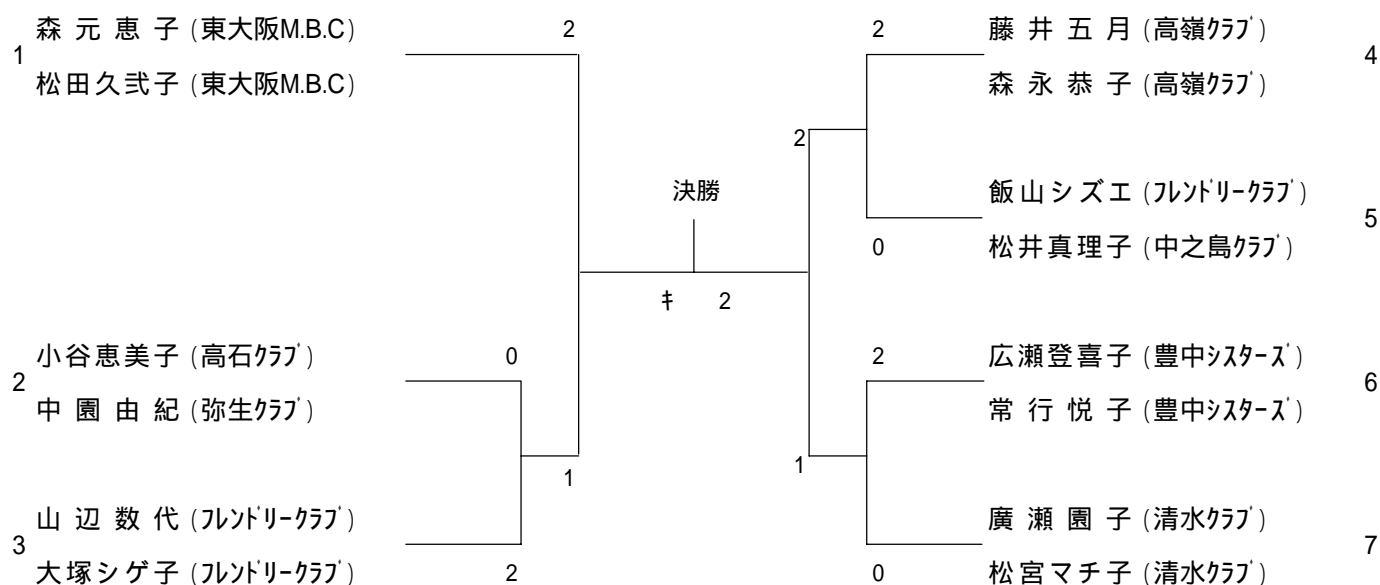 森元恵子 (東大阪M.B.C)
2
1
松田久弐子 (東大阪M.B.C)
小谷恵美子 (高石ｸﾗﾌﾞ)
0
2
中園由紀 (弥生ｸﾗﾌﾞ)
1
山辺数代 (ﾌﾚﾝﾄﾞﾘｰｸﾗﾌﾞ)
3
大塚シゲ子 (ﾌﾚﾝﾄﾞﾘｰｸﾗﾌﾞ)
2
決勝
ｷ 2
2
藤井五月 (高嶺ｸﾗﾌﾞ)
4
森永恭子 (高嶺ｸﾗﾌﾞ)
2
飯山シズエ (ﾌﾚﾝﾄﾞﾘｰｸﾗﾌﾞ)
5
0
松井真理子 (中之島ｸﾗﾌﾞ)
2
広瀬登喜子 (豊中ｼｽﾀｰｽﾞ)
6
常行悦子 (豊中ｼｽﾀｰｽﾞ)
1
廣瀬園子 (清水ｸﾗﾌﾞ)
7
0
松宮マチ子 (清水ｸﾗﾌﾞ)